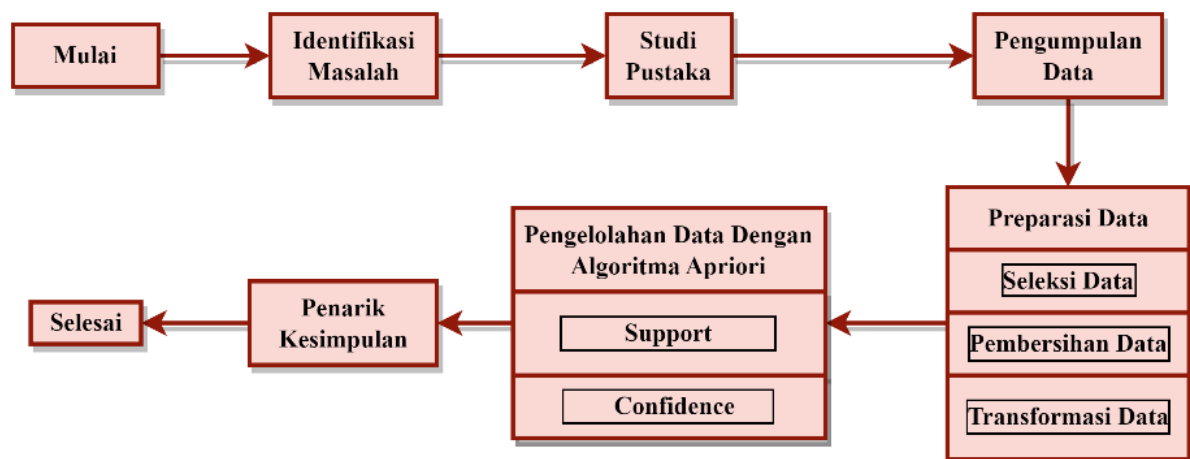 Mulai
Identifikasi
Masalah
Studi
Pustaka
Pengumpulan
Data
Preparasi Data
Seleksi Data
Pembersihan Data
Transformasi Data
Pengelolahan Data Dengan
Algoritma Apriori
Support
Confidence
Penarik
Kesimpulan
Selesai